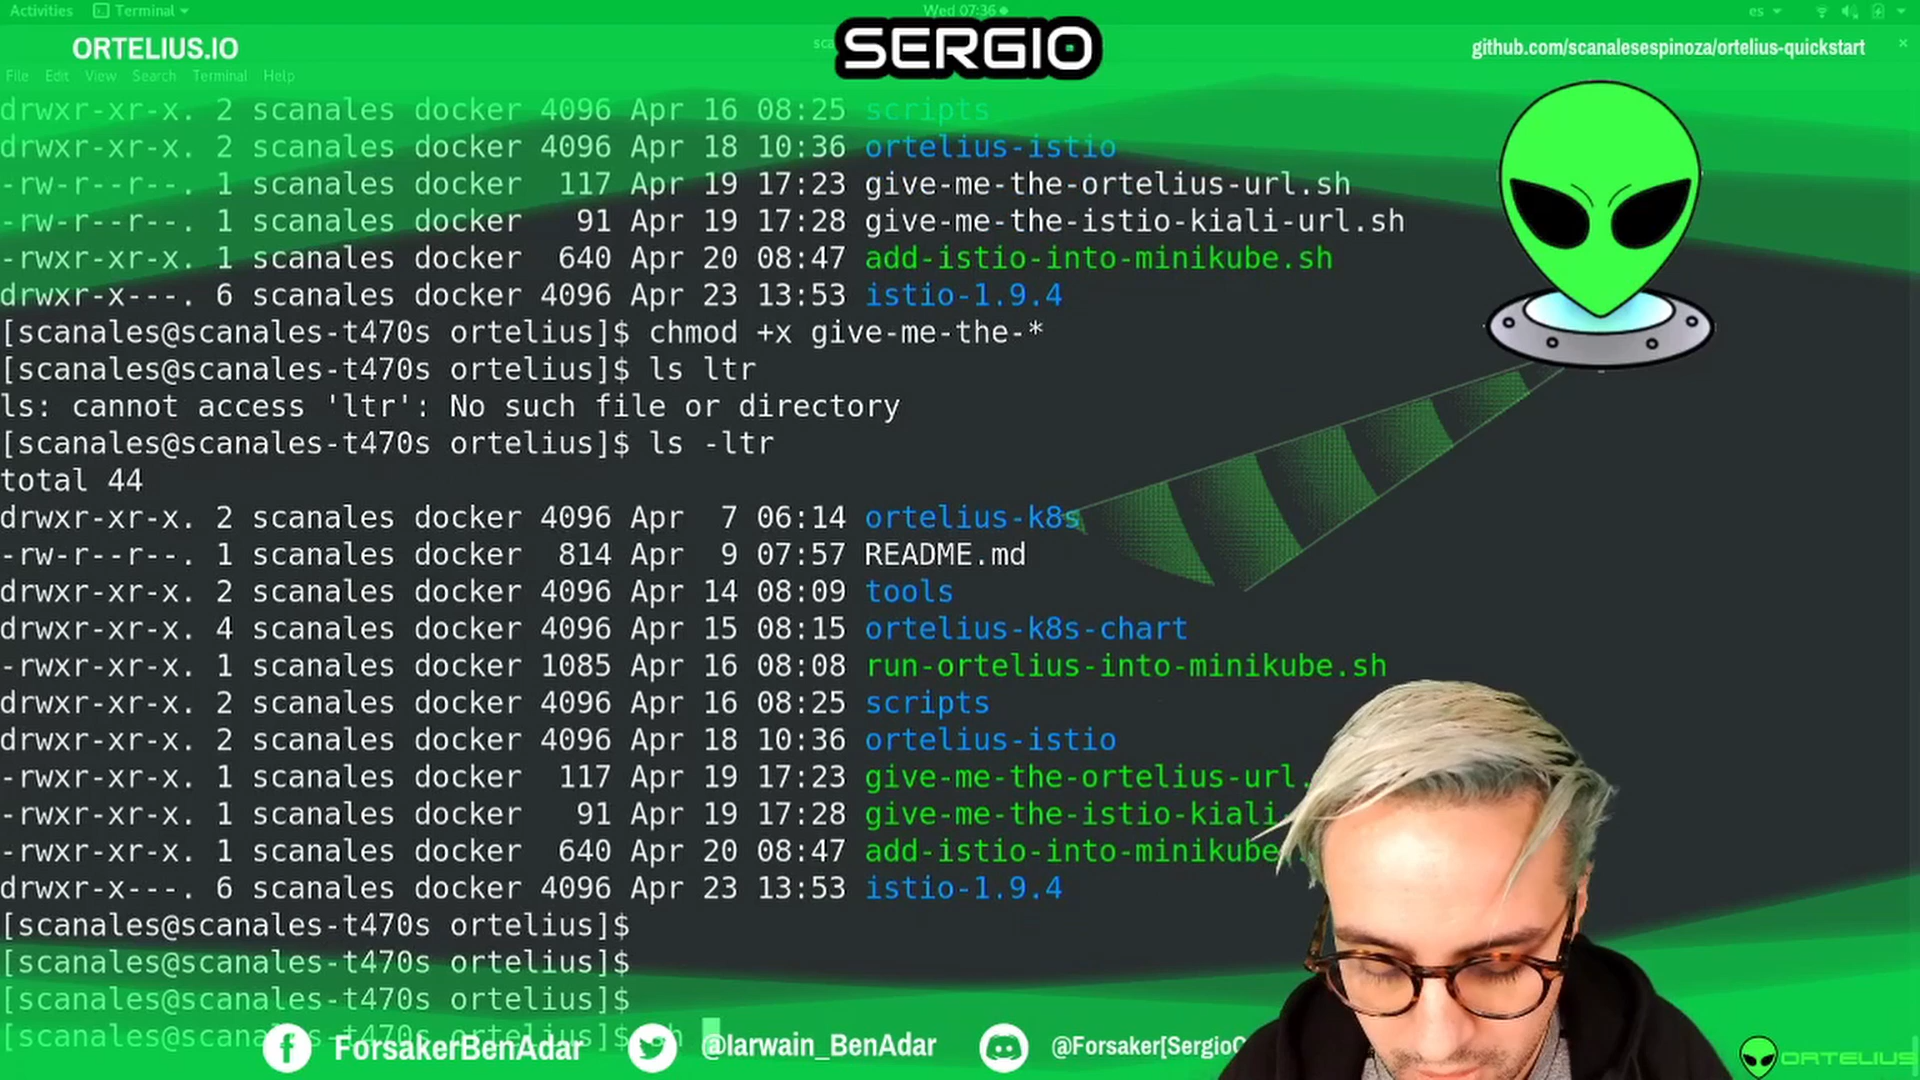 Activities Terminal Wed 07:36 es
ORTELIUS.IO
SERGIO
github.com/scanalesespinoza/ortelius-quickstart
File Edit View Search Terminal Help
drwxr-xr-x. 2 scanales docker 4096 Apr 16 08:25 scripts
drwxr-xr-x. 2 scanales docker 4096 Apr 18 10:36 ortelius-istio
-rw-r--r--. 1 scanales docker 117 Apr 19 17:23 give-me-the-ortelius-url.sh
-rw-r--r--. 1 scanales docker 91 Apr 19 17:28 give-me-the-istio-kiali-url.sh
-rwxr-xr-x. 1 scanales docker 640 Apr 20 08:47 add-istio-into-minikube.sh
drwxr-x---. 6 scanales docker 4096 Apr 23 13:53 istio-1.9.4
[scanales@scanales-t470s ortelius]$ chmod +x give-me-the-*
[scanales@scanales-t470s ortelius]$ ls ltr
ls: cannot access 'ltr': No such file or directory
[scanales@scanales-t470s ortelius]$ ls -ltr
total 44
drwxr-xr-x. 2 scanales docker 4096 Apr 7 06:14 ortelius-k8s
-rw-r--r--. 1 scanales docker 814 Apr 9 07:57 README.md
drwxr-xr-x. 2 scanales docker 4096 Apr 14 08:09 tools
drwxr-xr-x. 4 scanales docker 4096 Apr 15 08:15 ortelius-k8s-chart
-rwxr-xr-x. 1 scanales docker 1085 Apr 16 08:08 run-ortelius-into-minikube.sh
drwxr-xr-x. 2 scanales docker 4096 Apr 16 08:25 scripts
drwxr-xr-x. 2 scanales docker 4096 Apr 18 10:36 ortelius-istio
-rwxr-xr-x. 1 scanales docker 117 Apr 19 17:23 give-me-the-ortelius-url.
-rwxr-xr-x. 1 scanales docker 91 Apr 19 17:28 give-me-the-istio-kiali
-rwxr-xr-x. 1 scanales docker 640 Apr 20 08:47 add-istio-into-minikube
drwxr-x---. 6 scanales docker 4096 Apr 23 13:53 istio-1.9.4
[scanales@scanales-t470s ortelius]$
[scanales@scanales-t470s ortelius]$
[scanales@scanales-t470s ortelius]$
[scanales@scanales-t470s ortelius]$
ForsakerBenAdar @Iarwain_BenAdar @Forsaker[SergioC
ORTELIUS